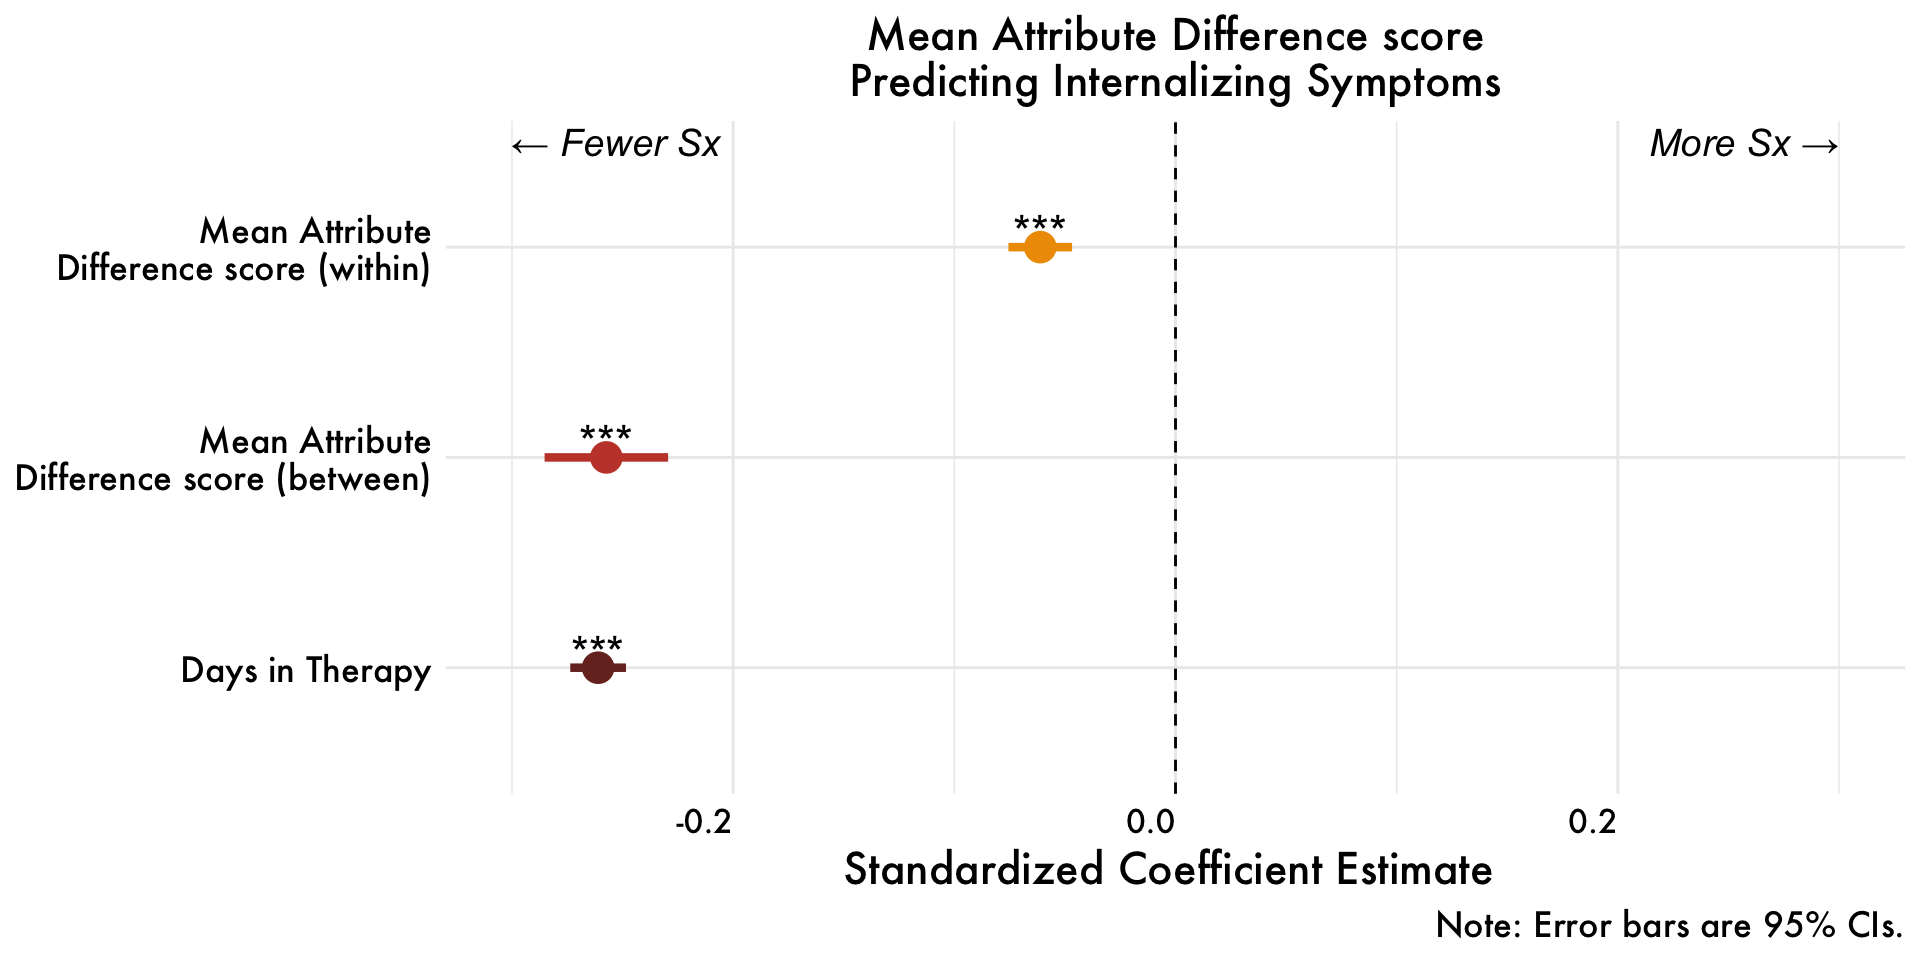 Mean Attribute Difference score
Predicting Internalizing Symptoms
← Fewer Sx
More Sx →
***
Mean Attribute
Difference score (within)
***
Mean Attribute
Difference score (between)
***
Days in Therapy
-0.2
0.0
0.2
Standardized Coefficient Estimate
Note: Error bars are 95% CIs.